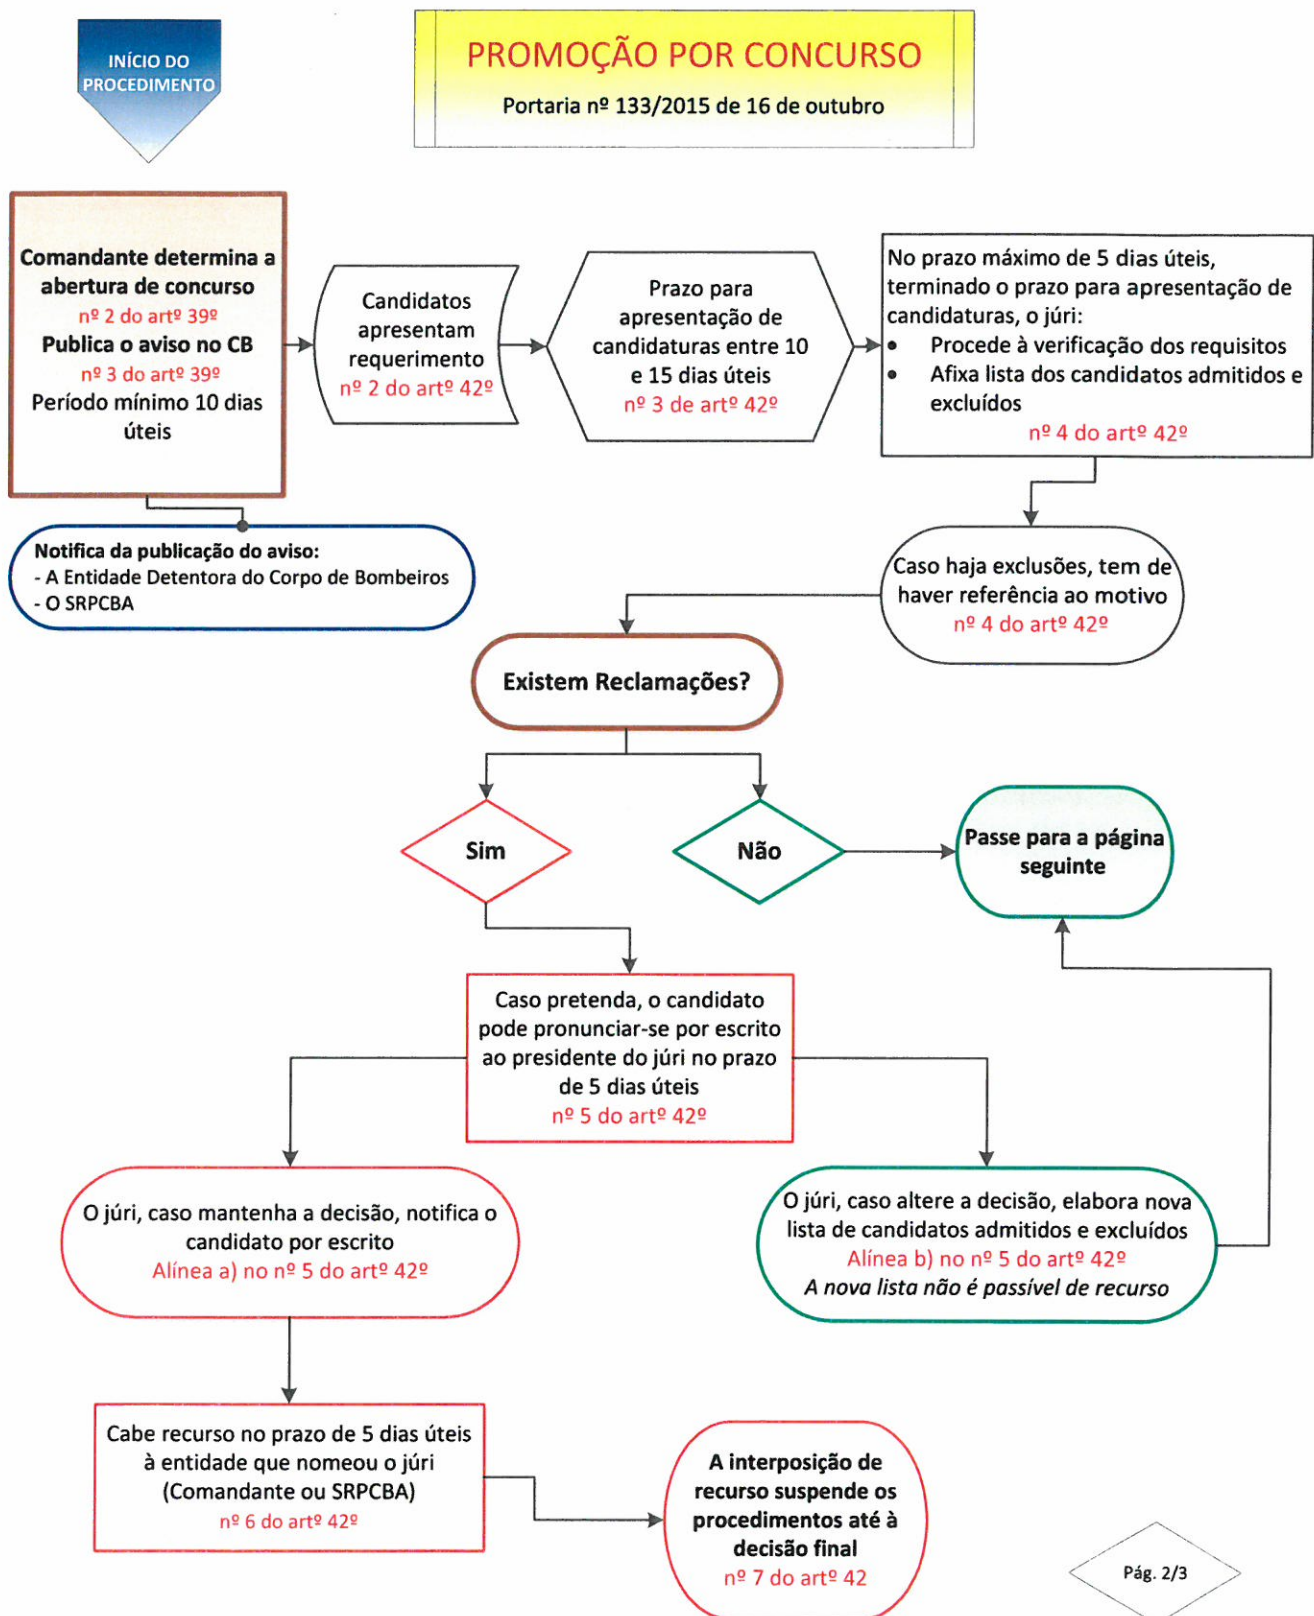 INÍCIO DO
PROCEDIMENTO
PROMOÇÃO POR CONCURSO
Portaria nº 133/2015 de 16 de outubro
Comandante determina a
abertura de concurso
nº 2 do artº 39º
Publica o aviso no CB
nº 3 do artº 39º
Período mínimo 10 dias
úteis
Candidatos
apresentam
requerimento
nº 2 do artº 42º
Prazo para
apresentação de
candidaturas entre 10
e 15 dias úteis
nº 3 de artº 42º
No prazo máximo de 5 dias úteis,
terminado o prazo para apresentação de
candidaturas, o júri:
• Procede à verificação dos requisitos
• Afixa lista dos candidatos admitidos e
excluídos
nº 4 do artº 42º
Notifica da publicação do aviso:
- A Entidade Detentora do Corpo de Bombeiros
- O SRPCBA
Caso haja exclusões, tem de
haver referência ao motivo
nº 4 do artº 42º
Existem Reclamações?
Sim
Não
Passe para a página
seguinte
Caso pretenda, o candidato
pode pronunciar-se por escrito
ao presidente do júri no prazo
de 5 dias úteis
nº 5 do artº 42º
O júri, caso mantenha a decisão, notifica o
candidato por escrito
Alínea a) no nº 5 do artº 42º
O júri, caso altere a decisão, elabora nova
lista de candidatos admitidos e excluídos
Alínea b) no nº 5 do artº 42º
A nova lista não é passível de recurso
Cabe recurso no prazo de 5 dias úteis
à entidade que nomeou o júri
(Comandante ou SRPCBA)
nº 6 do artº 42º
A interposição de
recurso suspende os
procedimentos até à
decisão final
nº 7 do artº 42
Pág. 2/3